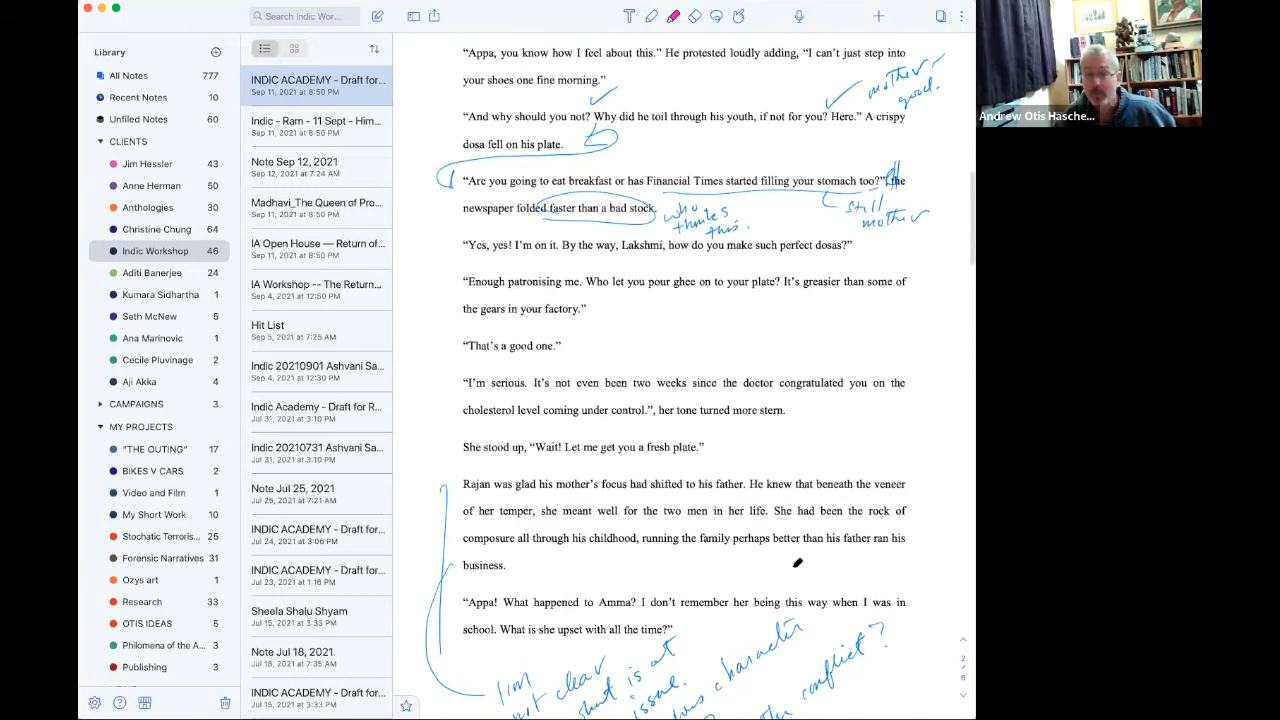 Search Indic Wor...
Library
All Notes 777
Recent Notes 10
Unfiled Notes 60
CLIENTS
Jim Hessler 43
Anne Herman 50
Anthologies 30
Christine Chung 64
Indic Workshop 46
Aditi Banerjee 24
Kumara Sidhartha 1
Seth McNew 5
Ana Marinovic 1
Cecile Pluvinage 2
Aji Akka 4
CAMPAIGNS 3
MY PROJECTS
"THE OUTING" 17
BIKES V CARS 2
Video and Film 1
My Short Work 10
Stochatic Terroris... 25
Forensic Narratives 31
Ozys art 1
Research 33
OTIS IDEAS 5
Philomena of the A... 3
Publishing 3
INDIC ACADEMY - Draft for...
Sep 11, 2021 at 8:50 PM
Indic - Ram - 11 Sept - Him...
Sep 11, 2021 at 8:50 PM
Note Sep 12, 2021
Sep 12, 2021 at 7:24 AM
Madhavi_The Queen of Pro...
Sep 11, 2021 at 8:50 PM
IA Open House — Return of...
Sep 11, 2021 at 8:50 PM
IA Workshop -- The Return...
Sep 4, 2021 at 12:50 PM
Hit List
Sep 5, 2021 at 7:25 AM
Indic 20210901 Ashvani Sa...
Sep 4, 2021 at 12:30 PM
Indic Academy - Draft for R...
Jul 31, 2021 at 3:10 PM
Indic 20210731 Ashvani Sa...
Jul 31, 2021 at 3:10 PM
Note Jul 25, 2021
Jul 25, 2021 at 7:21 AM
INDIC ACADEMY - Draft for...
Jul 24, 2021 at 3:06 PM
INDIC ACADEMY - Draft for...
Jul 23, 2021 at 1:16 PM
Sheela Shalu Shyam
Jul 15, 2021 at 3:33 PM
Note Jul 18, 2021
Jul 18, 2021 at 7:35 AM
INDIC ACADEMY - Draft for...
Jul 15, 2021 at 3:33 PM
“Appa, you know how I feel about this.” He protested loudly adding, “I can’t just step into
your shoes one fine morning.”
mother
good.
“And why should you not? Why did he toil through his youth, if not for you? Here.” A crispy
dosa fell on his plate.
“Are you going to eat breakfast or has Financial Times started filling your stomach too?” the
still
mother
newspaper folded faster than a bad stock.
who
thinks
this.
“Yes, yes! I’m on it. By the way, Lakshmi, how do you make such perfect dosas?”
“Enough patronising me. Who let you pour ghee on to your plate? It’s greasier than some of
the gears in your factory.”
“That’s a good one.”
“I’m serious. It’s not even been two weeks since the doctor congratulated you on the
cholesterol level coming under control.”, her tone turned more stern.
She stood up, “Wait! Let me get you a fresh plate.”
Rajan was glad his mother’s focus had shifted to his father. He knew that beneath the veneer
of her temper, she meant well for the two men in her life. She had been the rock of
composure all through his childhood, running the family perhaps better than his father ran his
business.
“Appa! What happened to Amma? I don’t remember her being this way when I was in
school. What is she upset with all the time?”
I'm
not clear
what is at
issue.
character
conflict?
2
6
Andrew Otis Hasche...